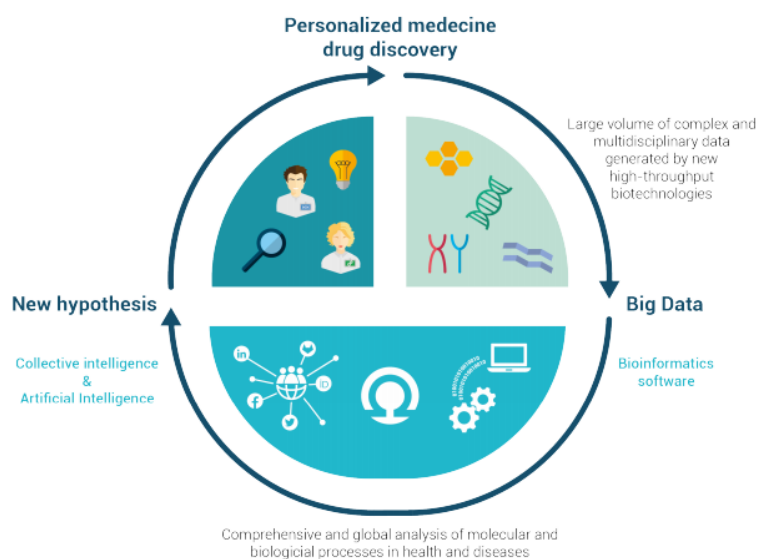 Personalized medecine
drug discovery
Large volume of complex and
multidisciplinary data
generated by new
high-throughput
biotechnologies
New hypothesis
Big Data
Collective intelligence
&
Artificial Intelligence
Bioinformatics
software
in
f
iD
Comprehensive and global analysis of molecular and
biologicial processes in health and diseases